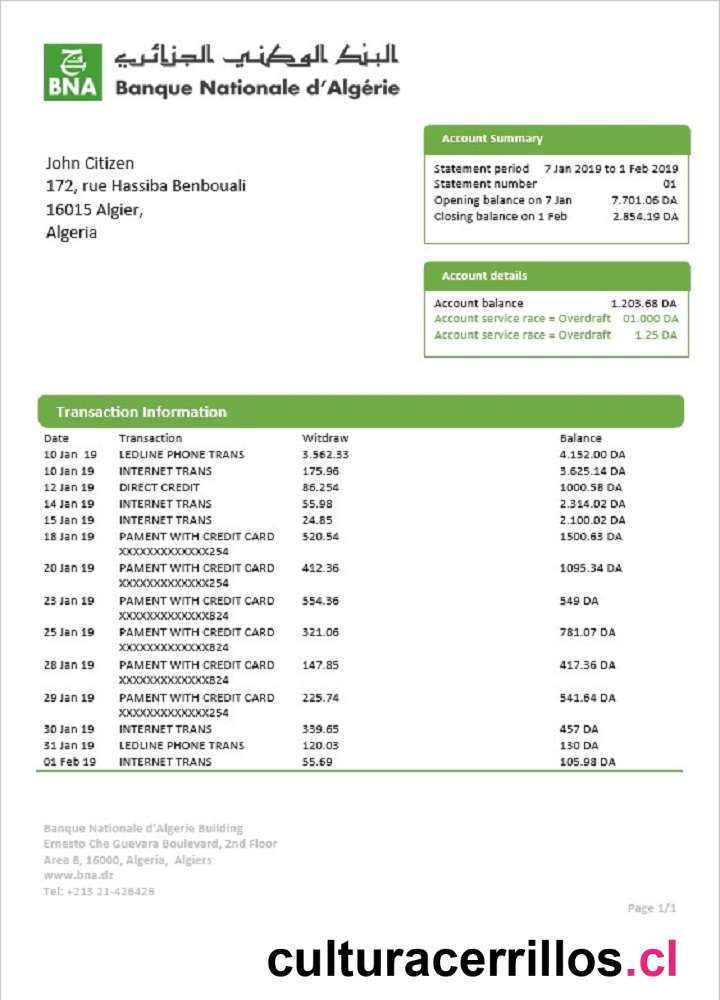 البنك الوطني الجزائري
BNA
Banque Nationale d'Algérie
John Citizen
172, rue Hassiba Benbouali
16015 Algier,
Algeria
Account Summary
Statement period 7 Jan 2019 to 1 Feb 2019
Statement number 01
Opening balance on 7 Jan 7.701.06 DA
Closing balance on 1 Feb 2.854.19 DA
Account details
Account balance 1.203.68 DA
Account service race = Overdraft 01.000 DA
Account service race = Overdraft 1.25 DA
Transaction Information
Date Transaction Witdraw Balance
10 Jan 19 LEDLINE PHONE TRANS 3.562.33 4.152.00 DA
10 Jan 19 INTERNET TRANS 175.96 3.625.14 DA
12 Jan 19 DIRECT CREDIT 86.254 1000.58 DA
14 Jan 19 INTERNET TRANS 55.98 2.314.02 DA
15 Jan 19 INTERNET TRANS 24.85 2.100.02 DA
18 Jan 19 PAMENT WITH CREDIT CARD 520.54 1500.63 DA
XXXXXXXXXXXXX254
20 Jan 19 PAMENT WITH CREDIT CARD 412.36 1095.34 DA
XXXXXXXXXXXXX254
23 Jan 19 PAMENT WITH CREDIT CARD 554.36 549 DA
XXXXXXXXXXXXX824
25 Jan 19 PAMENT WITH CREDIT CARD 321.06 781.07 DA
XXXXXXXXXXXXX824
28 Jan 19 PAMENT WITH CREDIT CARD 147.85 417.36 DA
XXXXXXXXXXXXX824
29 Jan 19 PAMENT WITH CREDIT CARD 225.74 541.64 DA
XXXXXXXXXXXXX254
30 Jan 19 INTERNET TRANS 339.65 457 DA
31 Jan 19 LEDLINE PHONE TRANS 120.03 130 DA
01 Feb 19 INTERNET TRANS 55.69 105.98 DA
Banque Nationale d'Algerie Building
Ernesto Che Guevara Boulevard, 2nd Floor
Area 8, 16000, Algeria, Algiers
www.bna.dz
Tel: +213 21-426426
Page 1/1
culturacerrillos.cl